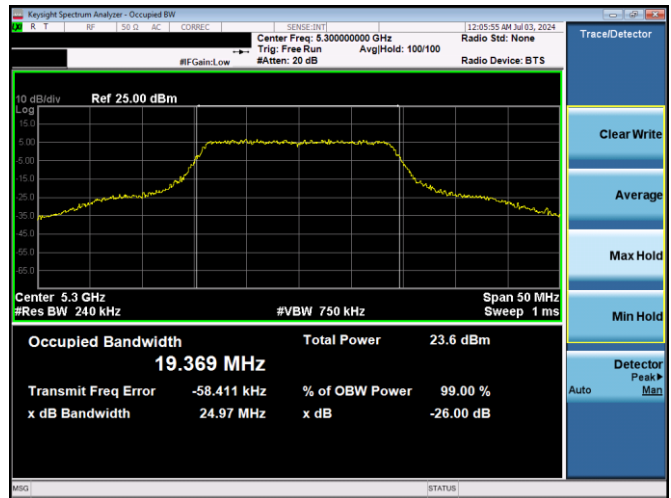 Keysight Spectrum Analyzer - Occupied BW
R T RF 50 Ω AC CORREC SENSE:INT 12:05:55 AM Jul 03, 2024
Center Freq: 5.300000000 GHz Radio Std: None
Trig: Free Run Avg|Hold: 100/100
#IFGain:Low #Atten: 20 dB Radio Device: BTS
Trace/Detector
10 dB/div Ref 25.00 dBm
Log
15.0
5.00
-5.00
-15.0
-25.0
-35.0
-45.0
-55.0
-65.0
Center 5.3 GHz Span 50 MHz
#Res BW 240 kHz #VBW 750 kHz Sweep 1 ms
Occupied Bandwidth Total Power 23.6 dBm
19.369 MHz
Transmit Freq Error -58.411 kHz % of OBW Power 99.00 %
x dB Bandwidth 24.97 MHz x dB -26.00 dB
Clear Write
Average
Max Hold
Min Hold
Detector
Peak▶
Auto Man
MSG STATUS